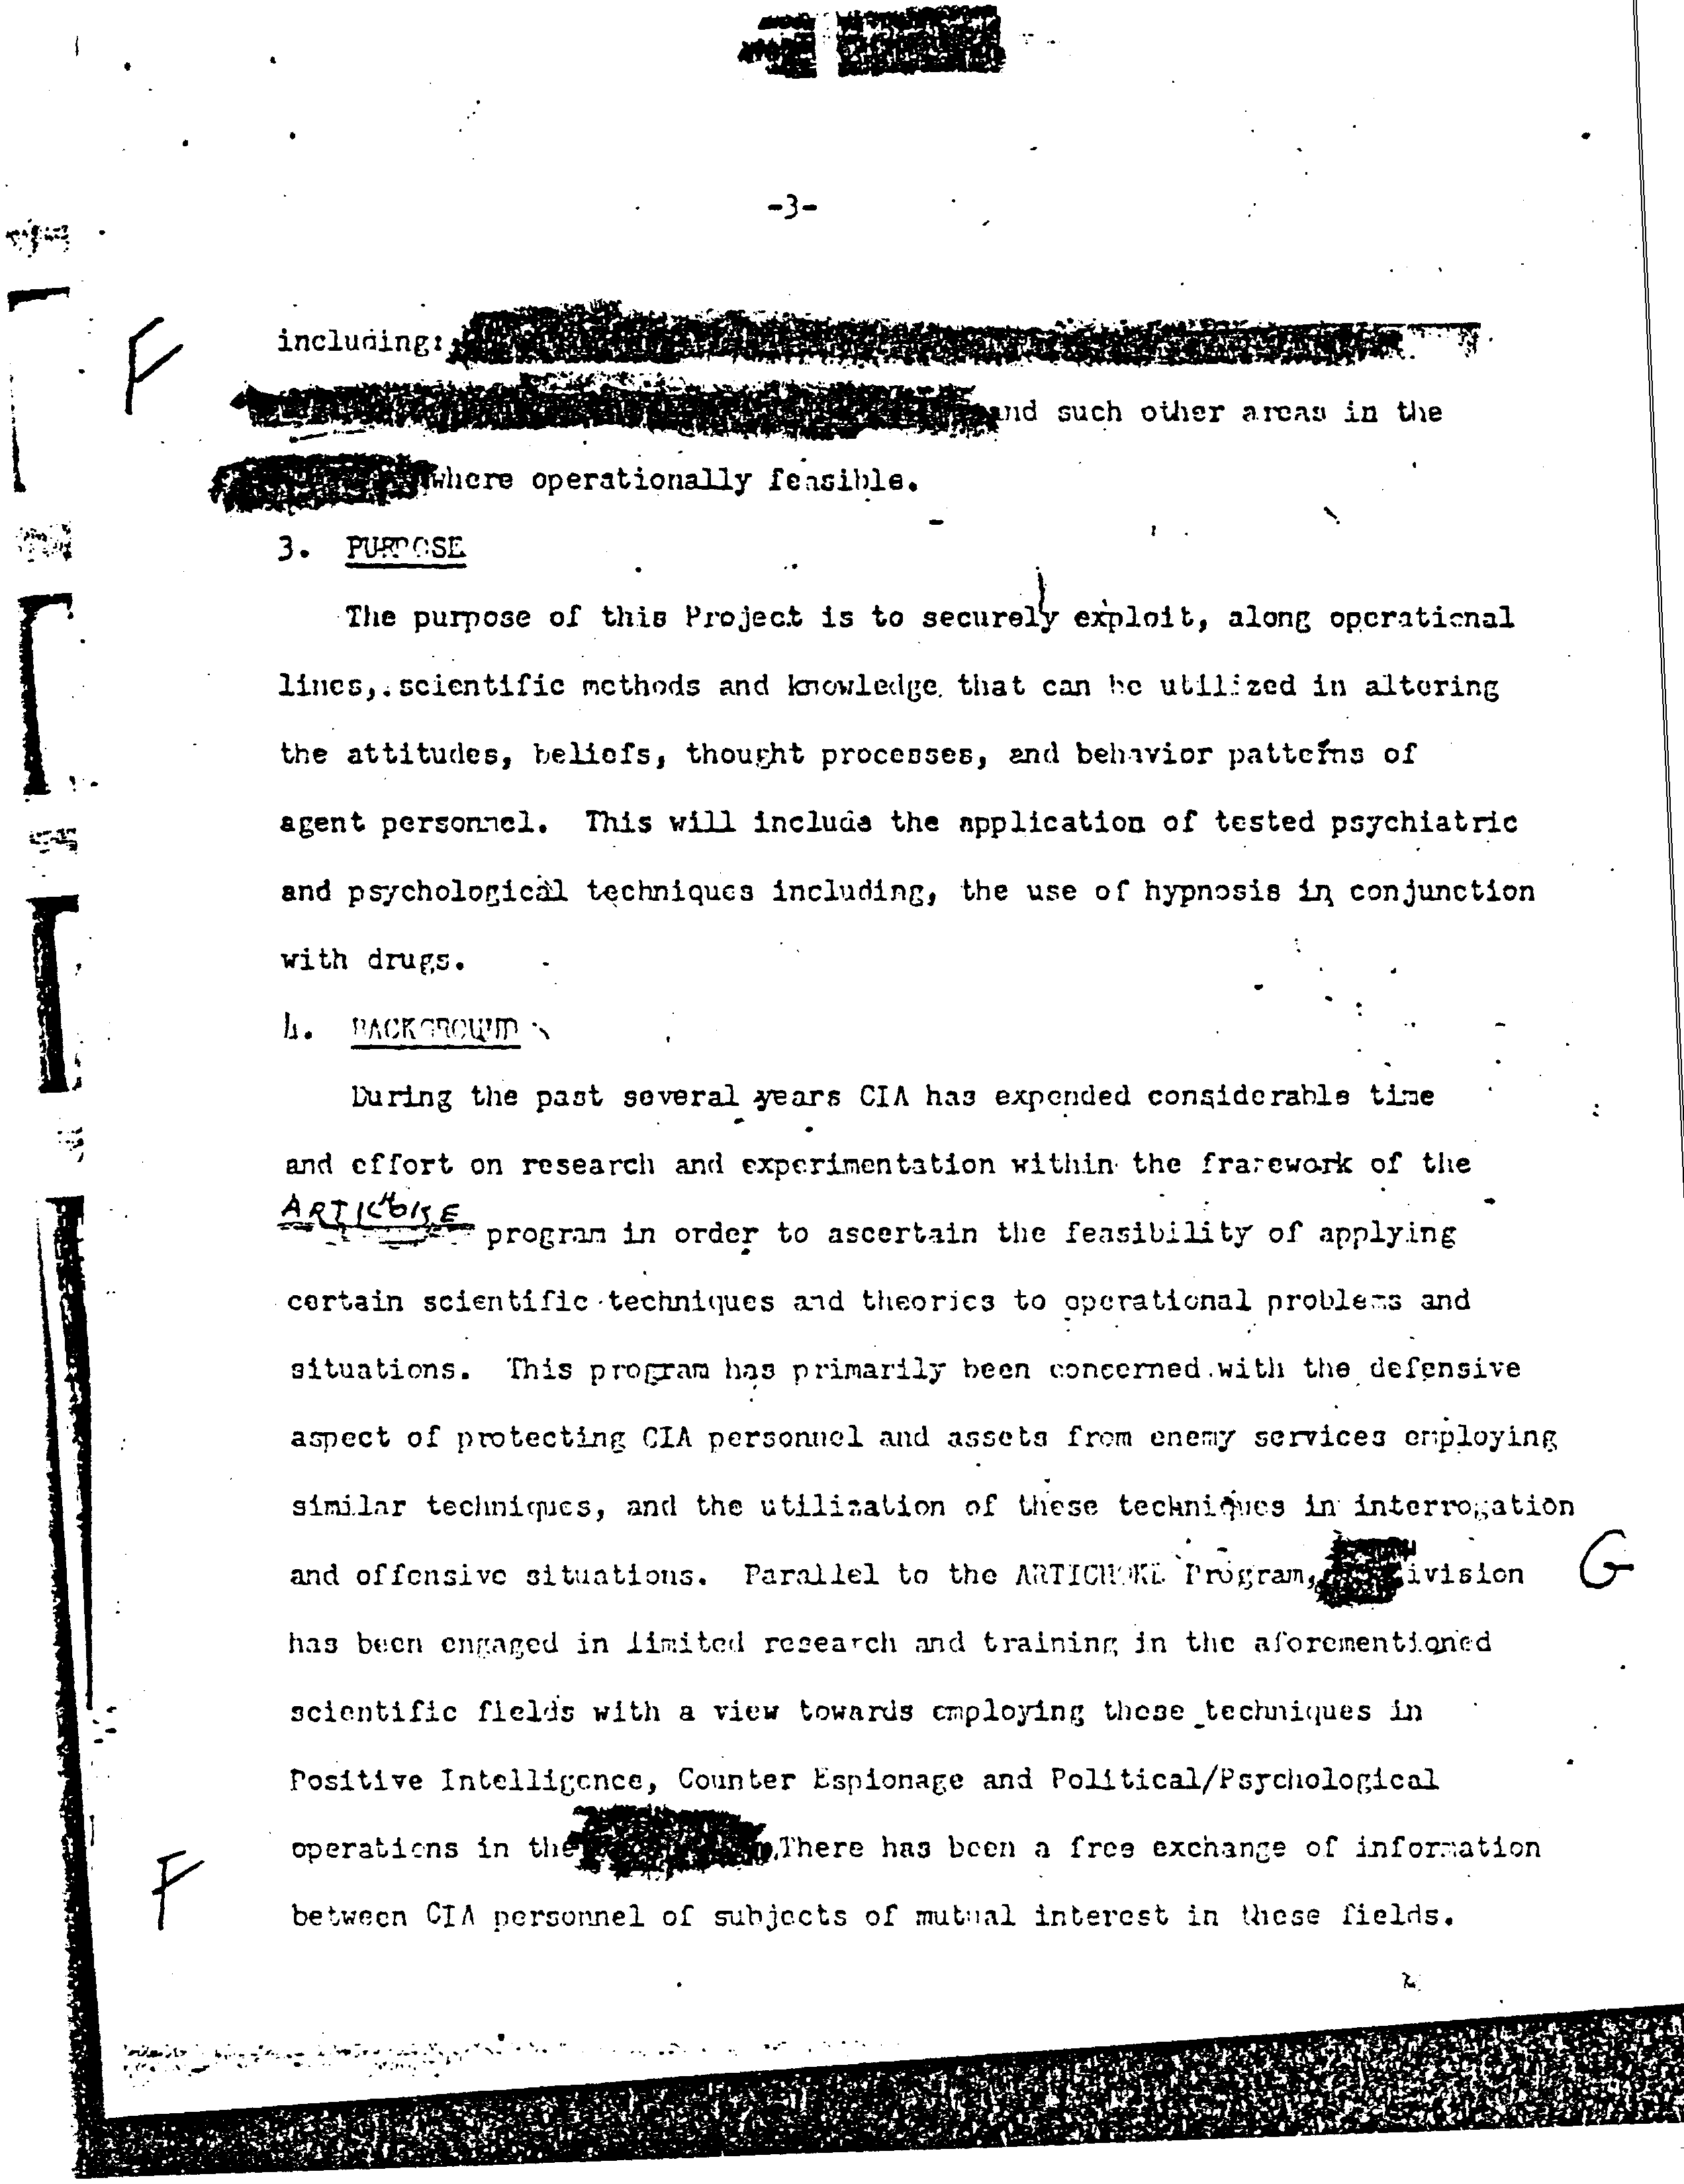 -3-
F
including:
and such other areas in the
where operationally feasible.
3. PURPOSE
The purpose of this Project is to securely exploit, along operational
lines, scientific methods and knowledge that can be utilized in altering
the attitudes, beliefs, thought processes, and behavior patterns of
agent personnel. This will include the application of tested psychiatric
and psychological techniques including, the use of hypnosis in conjunction
with drugs.
4. BACKGROUND
During the past several years CIA has expended considerable time
and effort on research and experimentation within the framework of the
ARTICHOKE program in order to ascertain the feasibility of applying
certain scientific techniques and theories to operational problems and
situations. This program has primarily been concerned with the defensive
aspect of protecting CIA personnel and assets from enemy services employing
similar techniques, and the utilization of these techniques in interrogation
and offensive situations. Parallel to the ARTICHOKE Program, ivision G
has been engaged in limited research and training in the aforementioned
scientific fields with a view towards employing these techniques in
Positive Intelligence, Counter Espionage and Political/Psychological
operations in the There has been a free exchange of information
F
between CIA personnel of subjects of mutual interest in these fields.